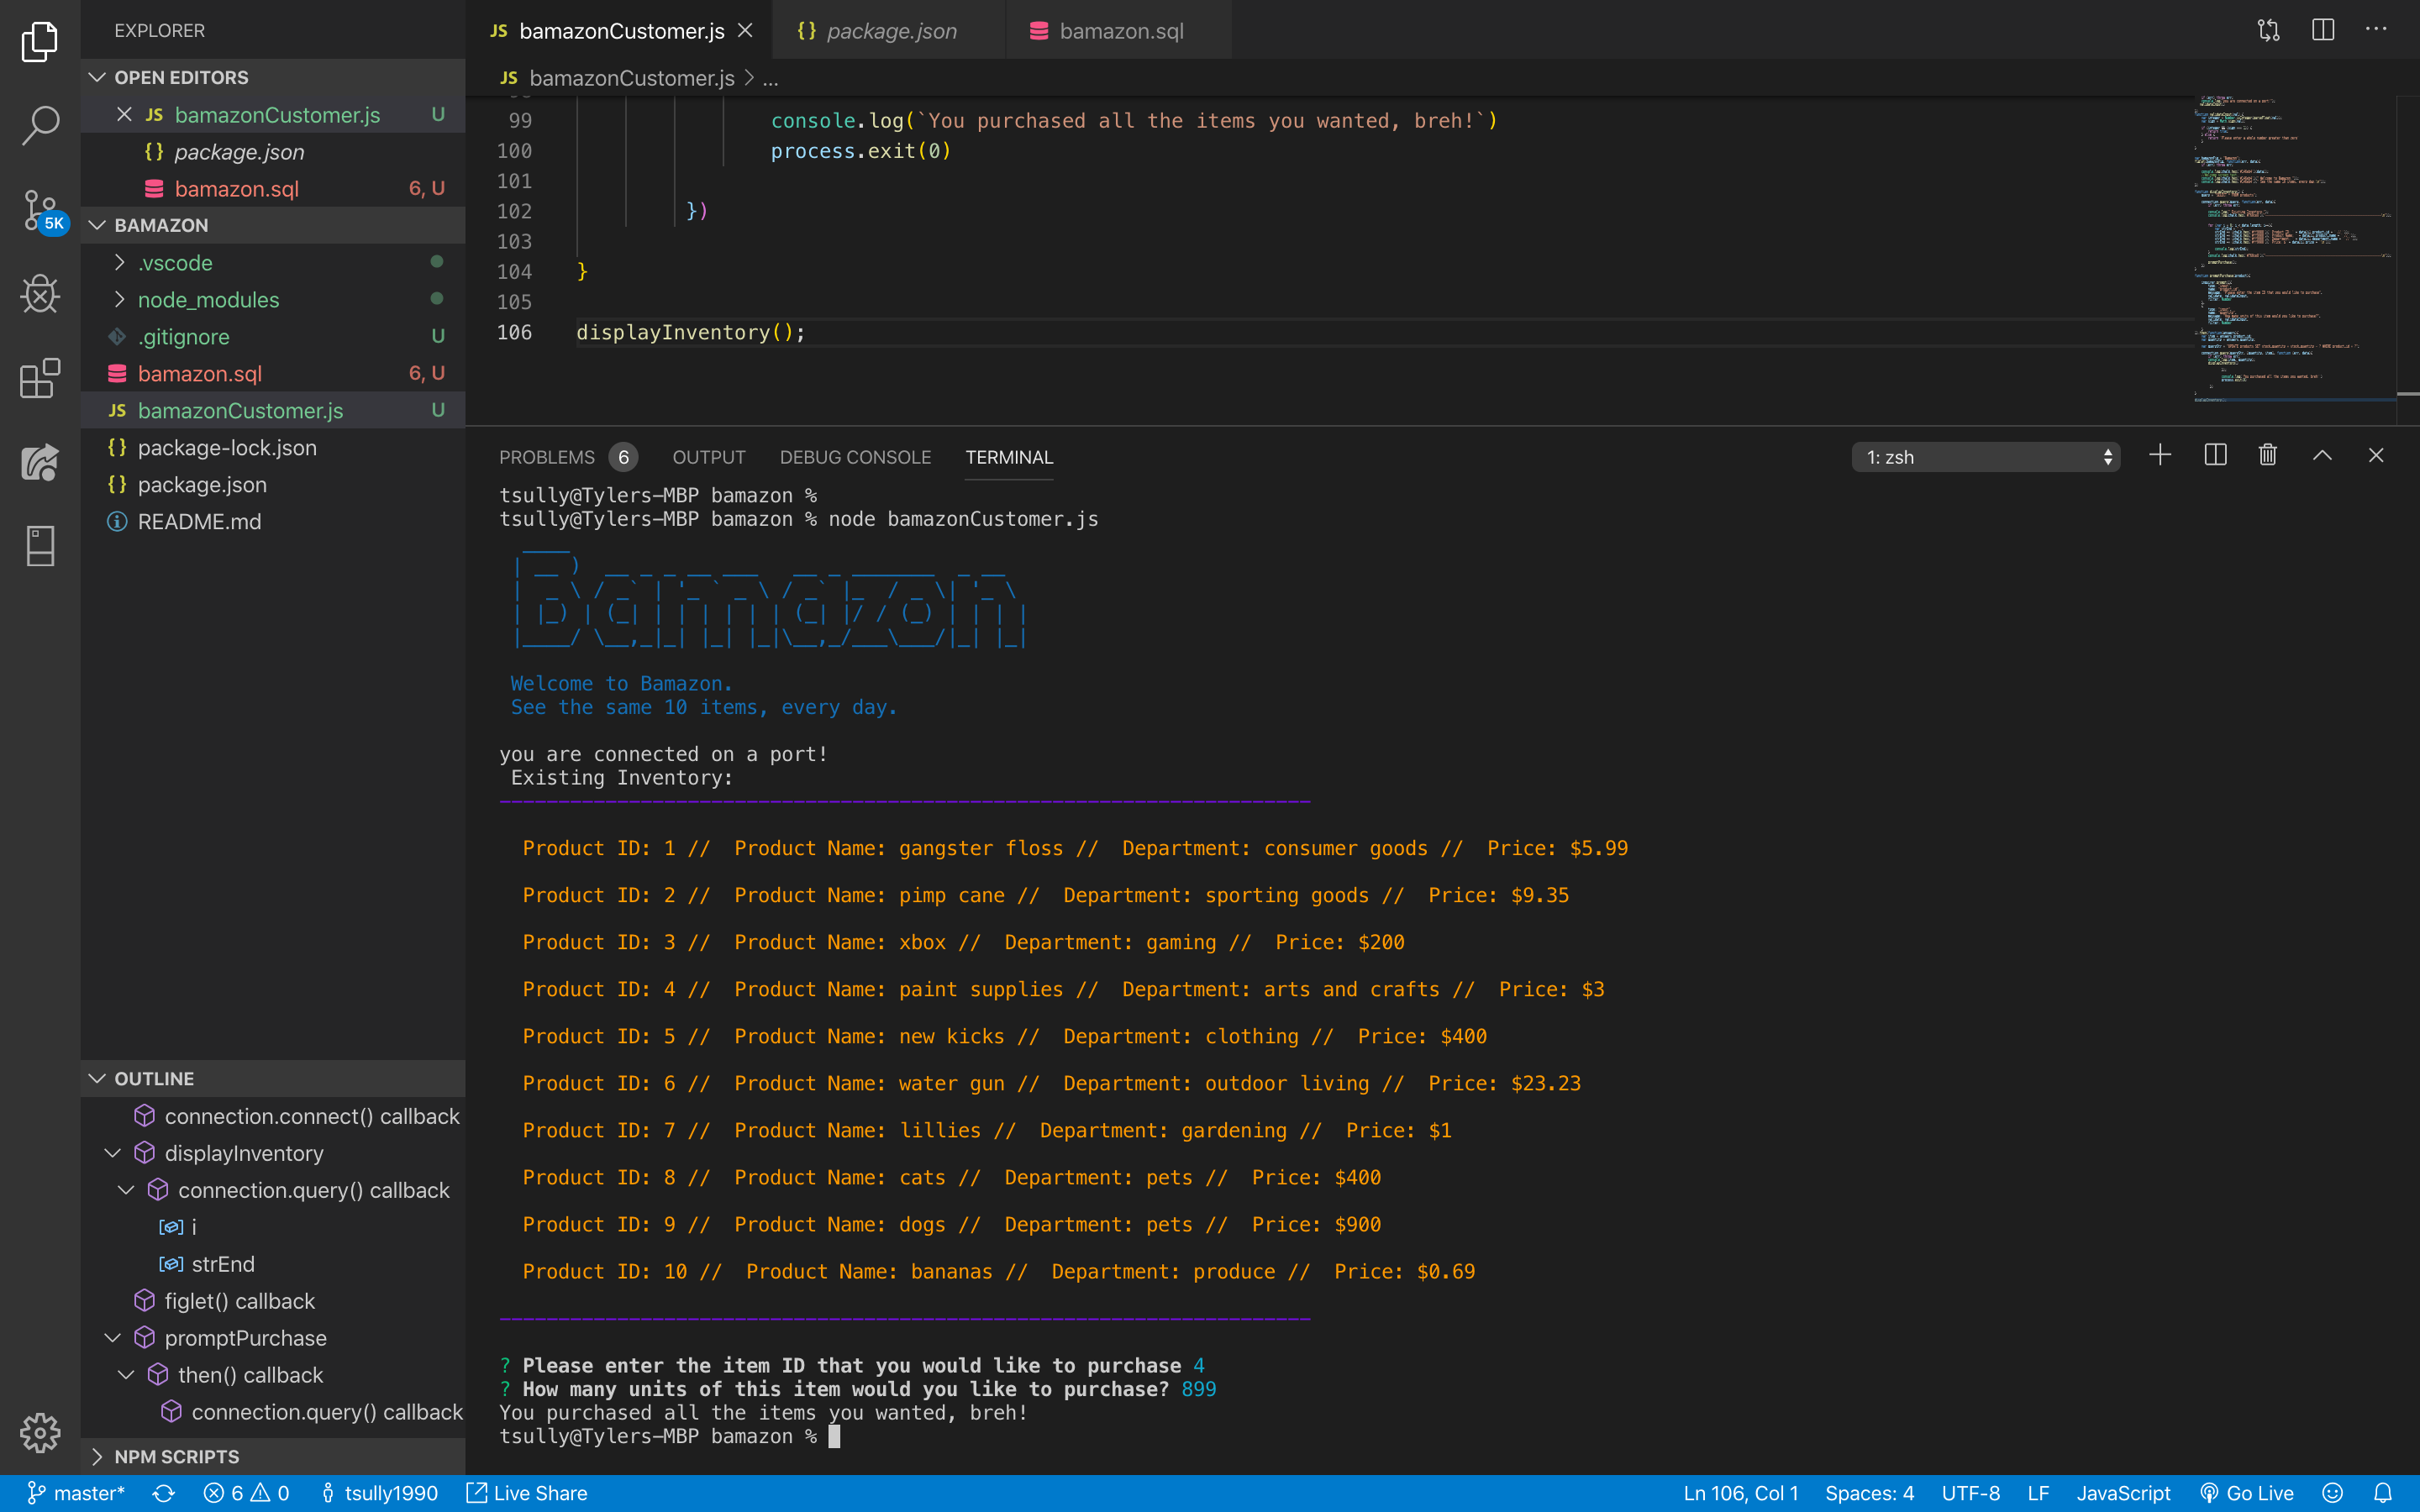 EXPLORER
OPEN EDITORS
JS bamazonCustomer.js U
{} package.json
bamazon.sql 6, U
5K
BAMAZON
.vscode
node_modules
.gitignore U
bamazon.sql 6, U
JS bamazonCustomer.js U
{} package-lock.json
{} package.json
README.md
OUTLINE
connection.connect() callback
displayInventory
connection.query() callback
i
strEnd
figlet() callback
promptPurchase
then() callback
connection.query() callback
NPM SCRIPTS
JS bamazonCustomer.js
{} package.json
bamazon.sql
JS bamazonCustomer.js > ...
99 console.log(`You purchased all the items you wanted, breh!`)
100 process.exit(0)
101
102 })
103
104 }
105
106 displayInventory();
PROBLEMS 6 OUTPUT DEBUG CONSOLE TERMINAL
1: zsh
tsully@Tylers-MBP bamazon %
tsully@Tylers-MBP bamazon % node bamazonCustomer.js
Bamazon
Welcome to Bamazon.
See the same 10 items, every day.
you are connected on a port!
Existing Inventory:
Product ID: 1 // Product Name: gangster floss // Department: consumer goods // Price: $5.99
Product ID: 2 // Product Name: pimp cane // Department: sporting goods // Price: $9.35
Product ID: 3 // Product Name: xbox // Department: gaming // Price: $200
Product ID: 4 // Product Name: paint supplies // Department: arts and crafts // Price: $3
Product ID: 5 // Product Name: new kicks // Department: clothing // Price: $400
Product ID: 6 // Product Name: water gun // Department: outdoor living // Price: $23.23
Product ID: 7 // Product Name: lillies // Department: gardening // Price: $1
Product ID: 8 // Product Name: cats // Department: pets // Price: $400
Product ID: 9 // Product Name: dogs // Department: pets // Price: $900
Product ID: 10 // Product Name: bananas // Department: produce // Price: $0.69
? Please enter the item ID that you would like to purchase 4
? How many units of this item would you like to purchase? 899
You purchased all the items you wanted, breh!
tsully@Tylers-MBP bamazon %
master* 6 0 tsully1990 Live Share
Ln 106, Col 1 Spaces: 4 UTF-8 LF JavaScript Go Live